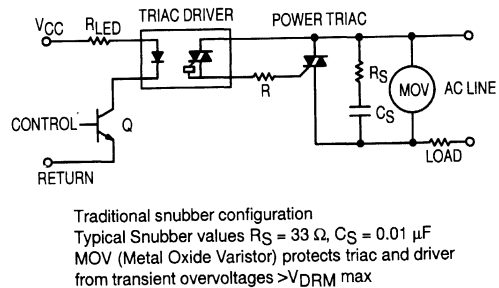 TRIAC DRIVER
POWER TRIAC
VCC
RLED
RS
MOV
AC LINE
R
CS
CONTROL
Q
LOAD
RETURN
Traditional snubber configuration
Typical Snubber values RS = 33 Ω, CS = 0.01 μF
MOV (Metal Oxide Varistor) protects triac and driver
from transient overvoltages >VDRM max